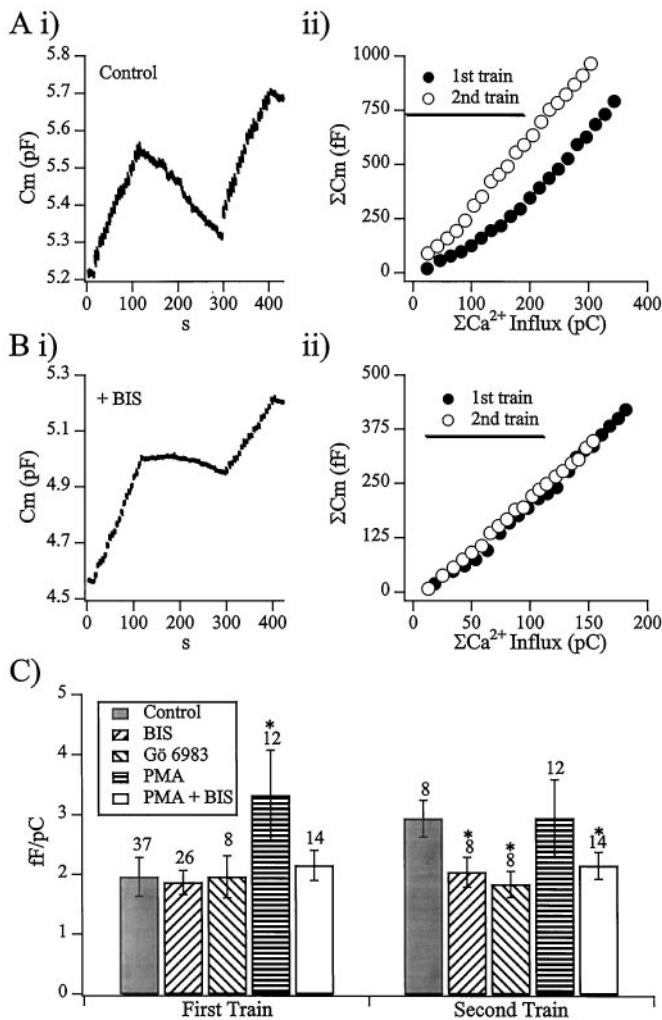 A i)
ii)
Control
Cm (pF)
5.8
5.7
5.6
5.5
5.4
5.3
5.2
0 100 200 300 400
s
1st train
2nd train
ΣCm (fF)
1000
750
500
250
0
0 100 200 300 400
ΣCa2+ Influx (pC)
B i)
ii)
+ BIS
Cm (pF)
5.3
5.1
5.0
4.8
4.7
4.5
0 100 200 300 400
s
1st train
2nd train
ΣCm (fF)
500
375
250
125
0
0 50 100 150 200
ΣCa2+ Influx (pC)
C)
fF/pC
5
4
3
2
1
0
Control
BIS
Gö 6983
PMA
PMA + BIS
37 26 8 * 12 14
8 * 8 * 8 12 * 14
First Train Second Train